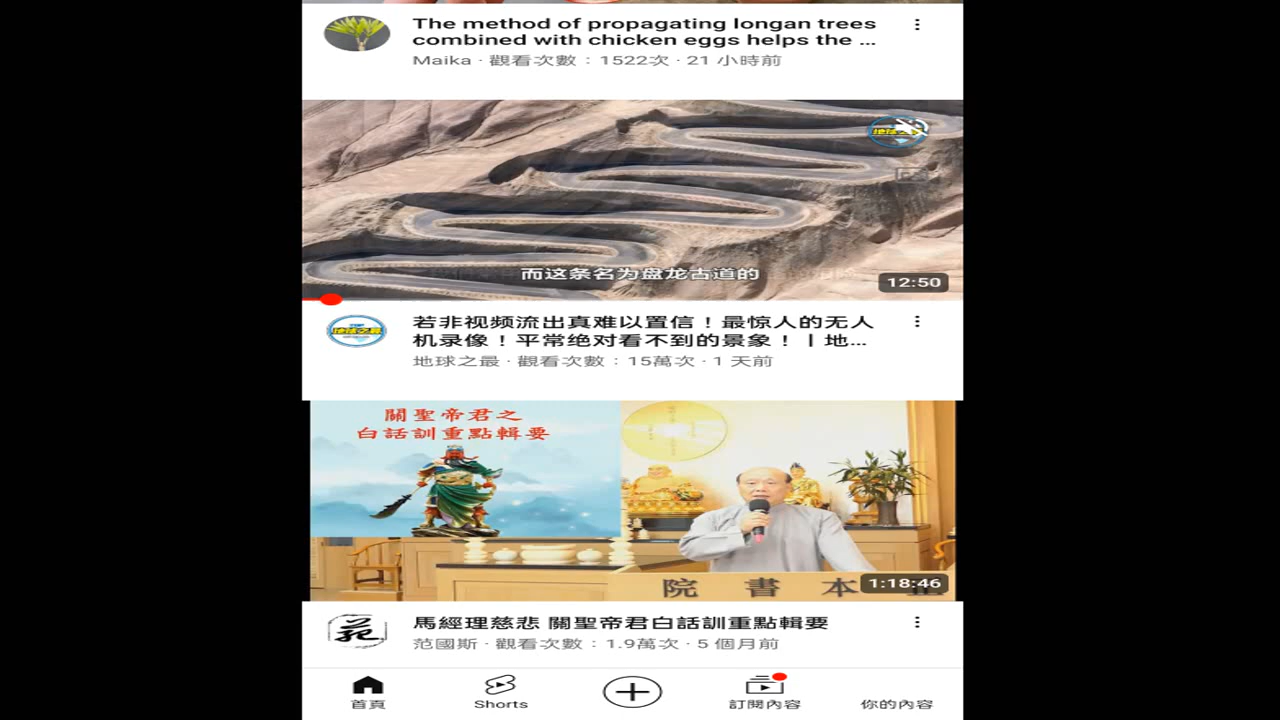 The method of propagating longan trees
combined with chicken eggs helps the ...
Maika · 觀看次數：1522次 · 21 小時前
地球之最
而这条名为盘龙古道的
12:50
若非视频流出真难以置信！最惊人的无人
机录像！平常绝对看不到的景象！丨地...
地球之最 · 觀看次數：15萬次 · 1 天前
關聖帝君之
白話訓重點輯要
院 書 本
1:18:46
馬經理慈悲 關聖帝君白話訓重點輯要
范國斯 · 觀看次數：1.9萬次 · 5 個月前
首頁
Shorts
訂閱內容
你的內容